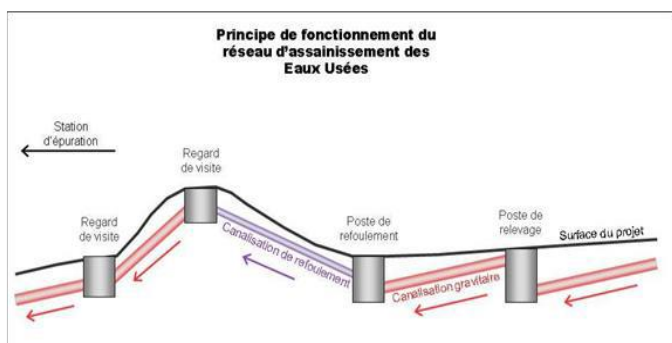 Principe de fonctionnement du
réseau d'assainissement des
Eaux Usées
Station
d'épuration
Regard
de visite
Regard
de visite
Poste de
refoulement
Poste de
relevage
Surface du projet
Canalisation de refoulement
Canalisation gravitaire